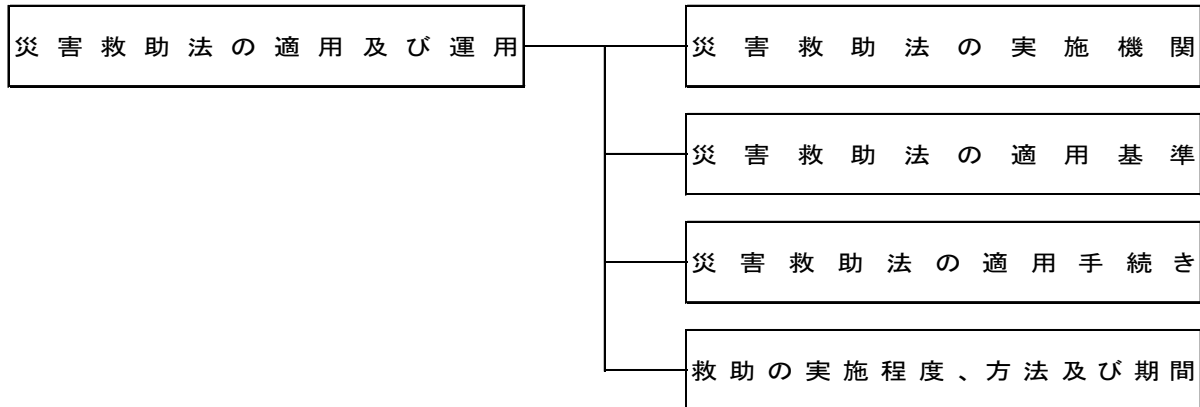 災害救助法の適用及び運用
災害救助法の実施機関
災害救助法の適用基準
災害救助法の適用手続き
救助の実施程度、方法及び期間